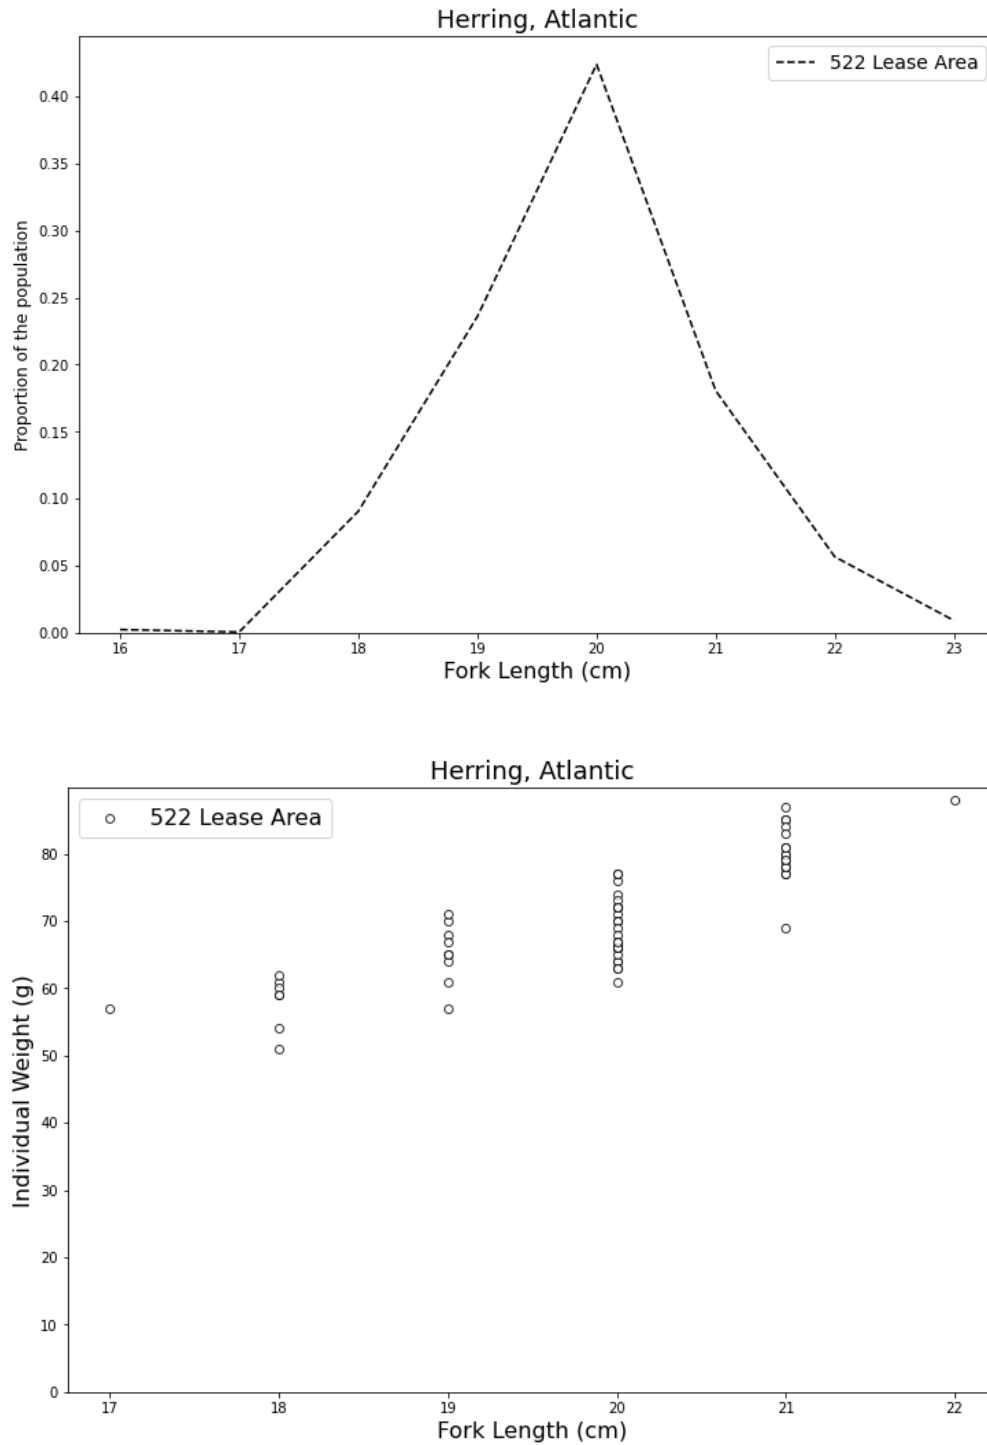 Herring, Atlantic
522 Lease Area
0.40
0.35
0.30
0.25
0.20
0.15
0.10
0.05
0.00
Proportion of the population
16 17 18 19 20 21 22 23
Fork Length (cm)
Herring, Atlantic
522 Lease Area
80
70
60
50
40
30
20
10
0
Individual Weight (g)
17 18 19 20 21 22
Fork Length (cm)